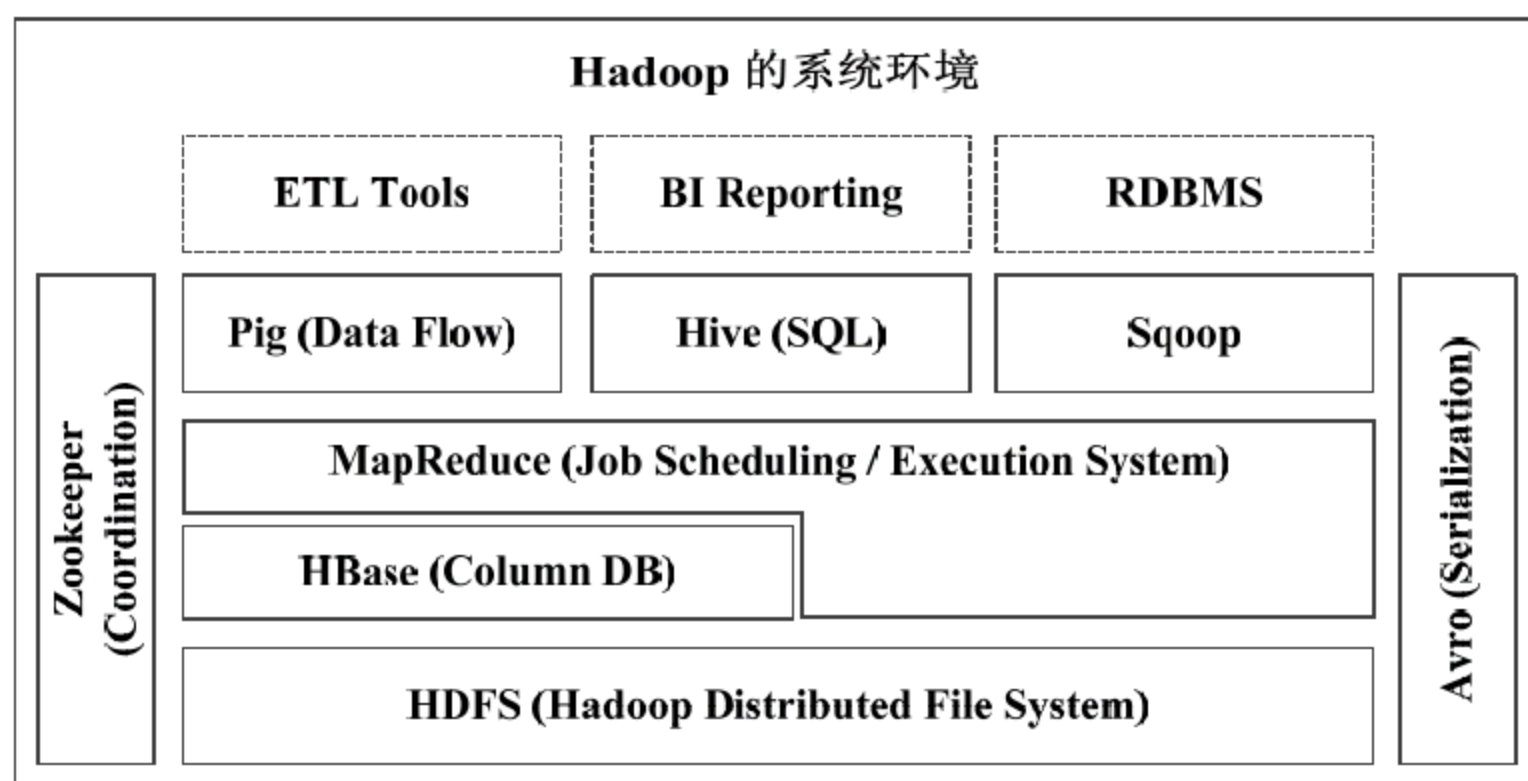 Hadoop 的系统环境
ETL Tools
BI Reporting
RDBMS
Pig (Data Flow)
Hive (SQL)
Sqoop
MapReduce (Job Scheduling / Execution System)
HBase (Column DB)
HDFS (Hadoop Distributed File System)
Zookeeper
(Coordination)
Avro (Serialization)